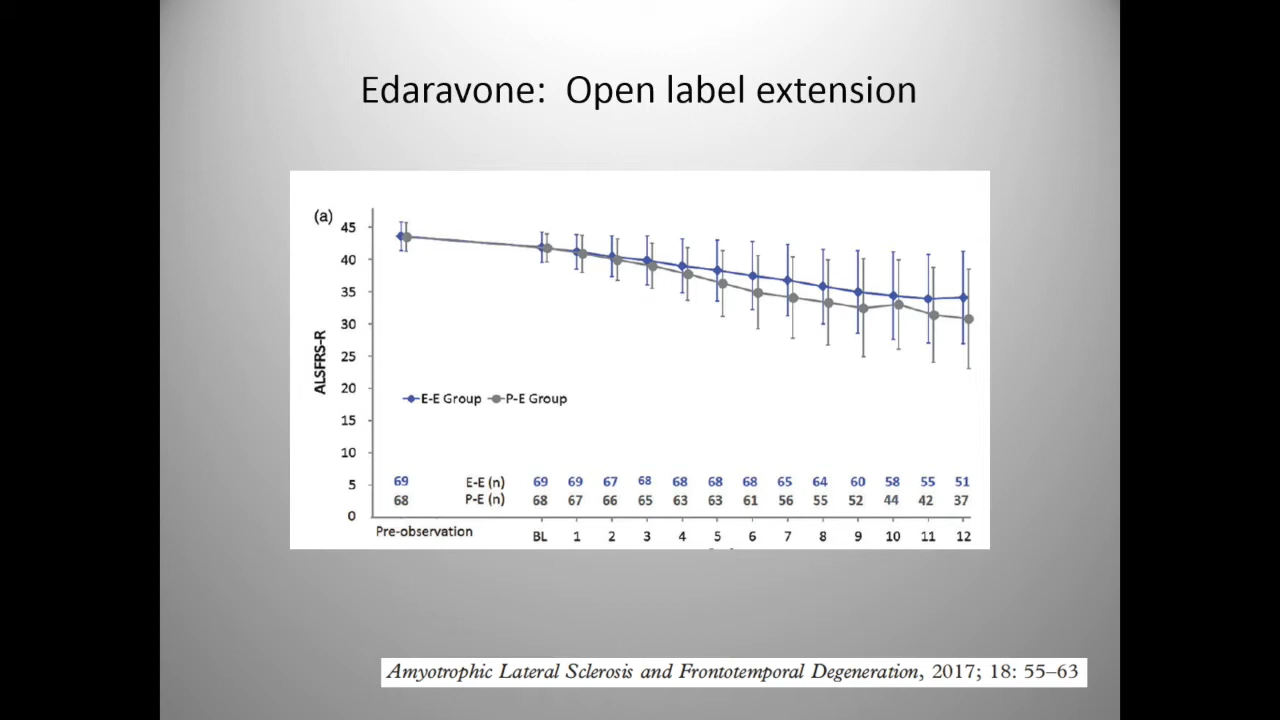 Edaravone: Open label extension
(a)
45
40
35
30
25
20
15
10
5
0
ALSFRS-R
E-E Group P-E Group
69 E-E (n) 69 69 67 68 68 68 68 65 64 60 58 55 51
68 P-E (n) 68 67 66 65 63 63 61 56 55 52 44 42 37
Pre-observation BL 1 2 3 4 5 6 7 8 9 10 11 12
Amyotrophic Lateral Sclerosis and Frontotemporal Degeneration, 2017; 18: 55–63